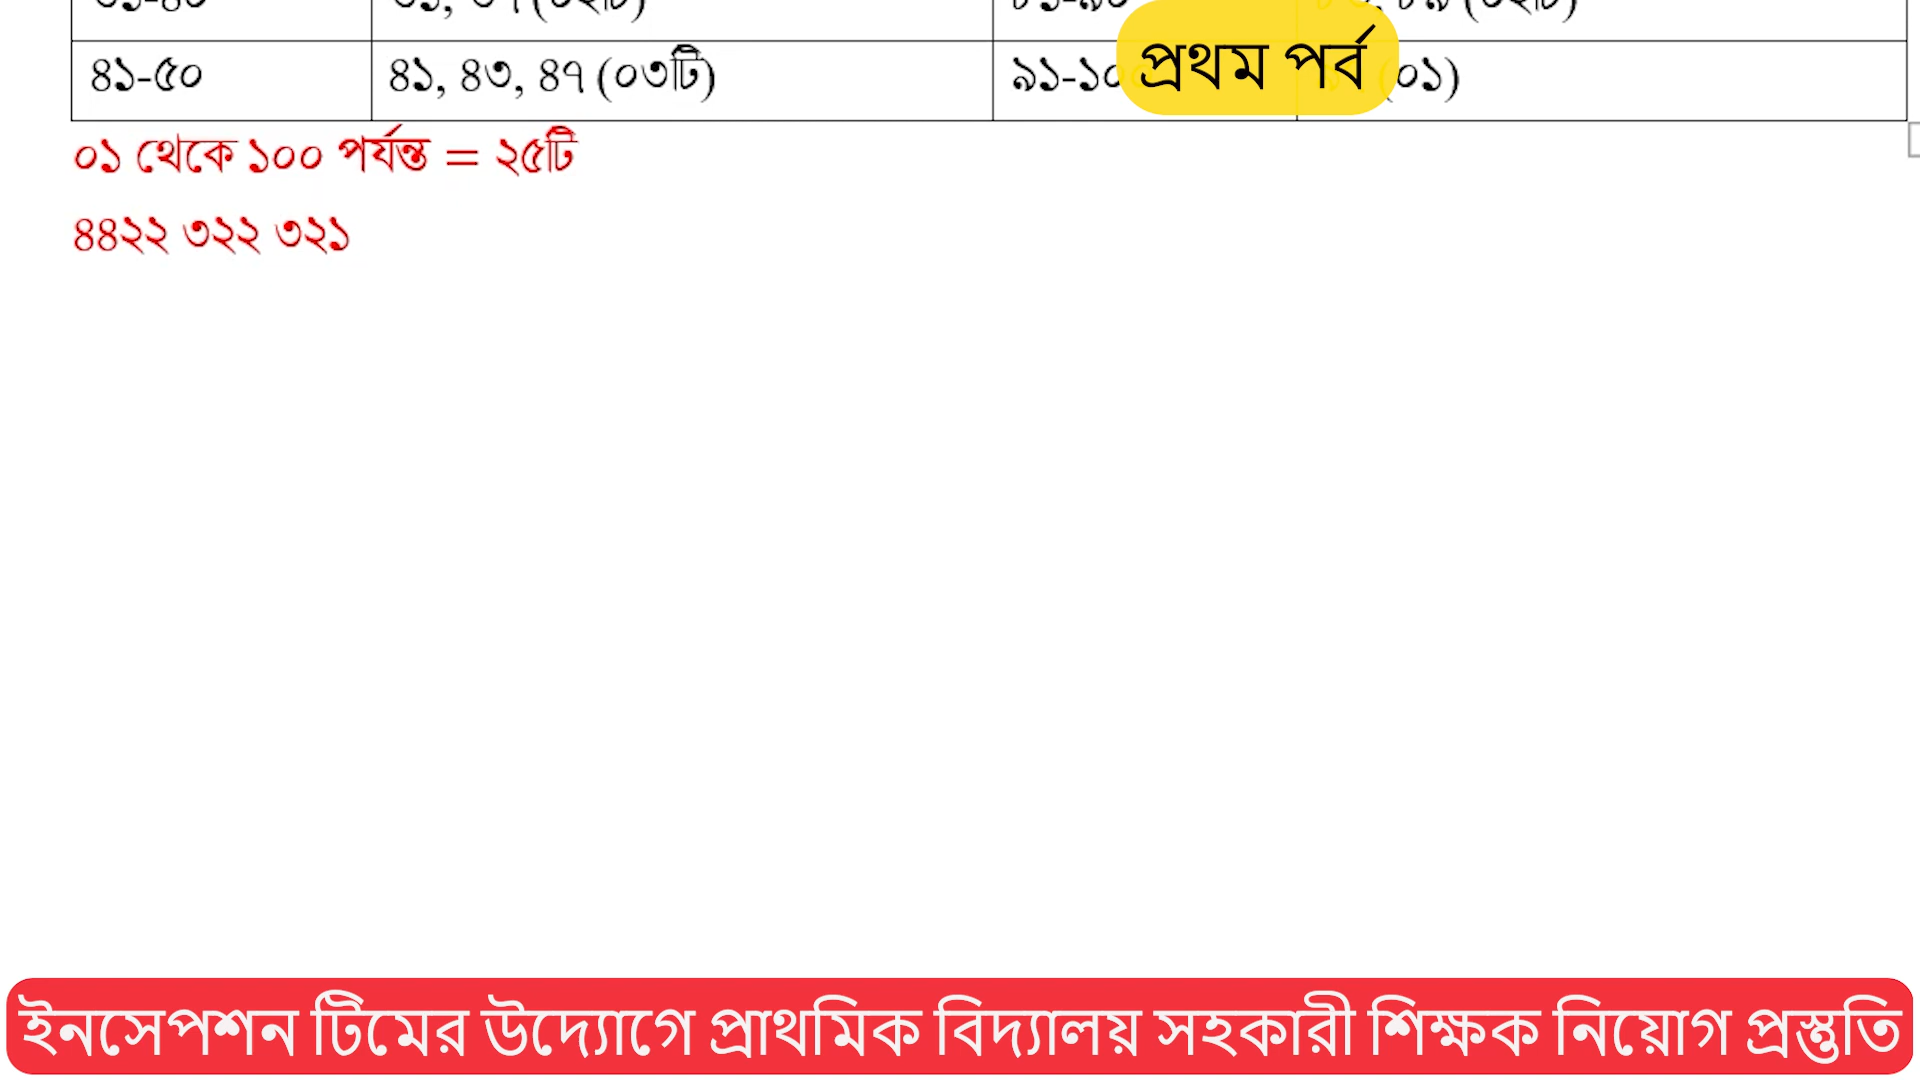 ৪১-৫০ ৪১, ৪৩, ৪৭ (০৩টি) ৯১-১০ (০১)
প্রথম পর্ব
০১ থেকে ১০০ পর্যন্ত = ২৫টি
৪৪২২ ৩২২ ৩২১
ইনসেপশন টিমের উদ্যোগে প্রাথমিক বিদ্যালয় সহকারী শিক্ষক নিয়োগ প্রস্তুতি